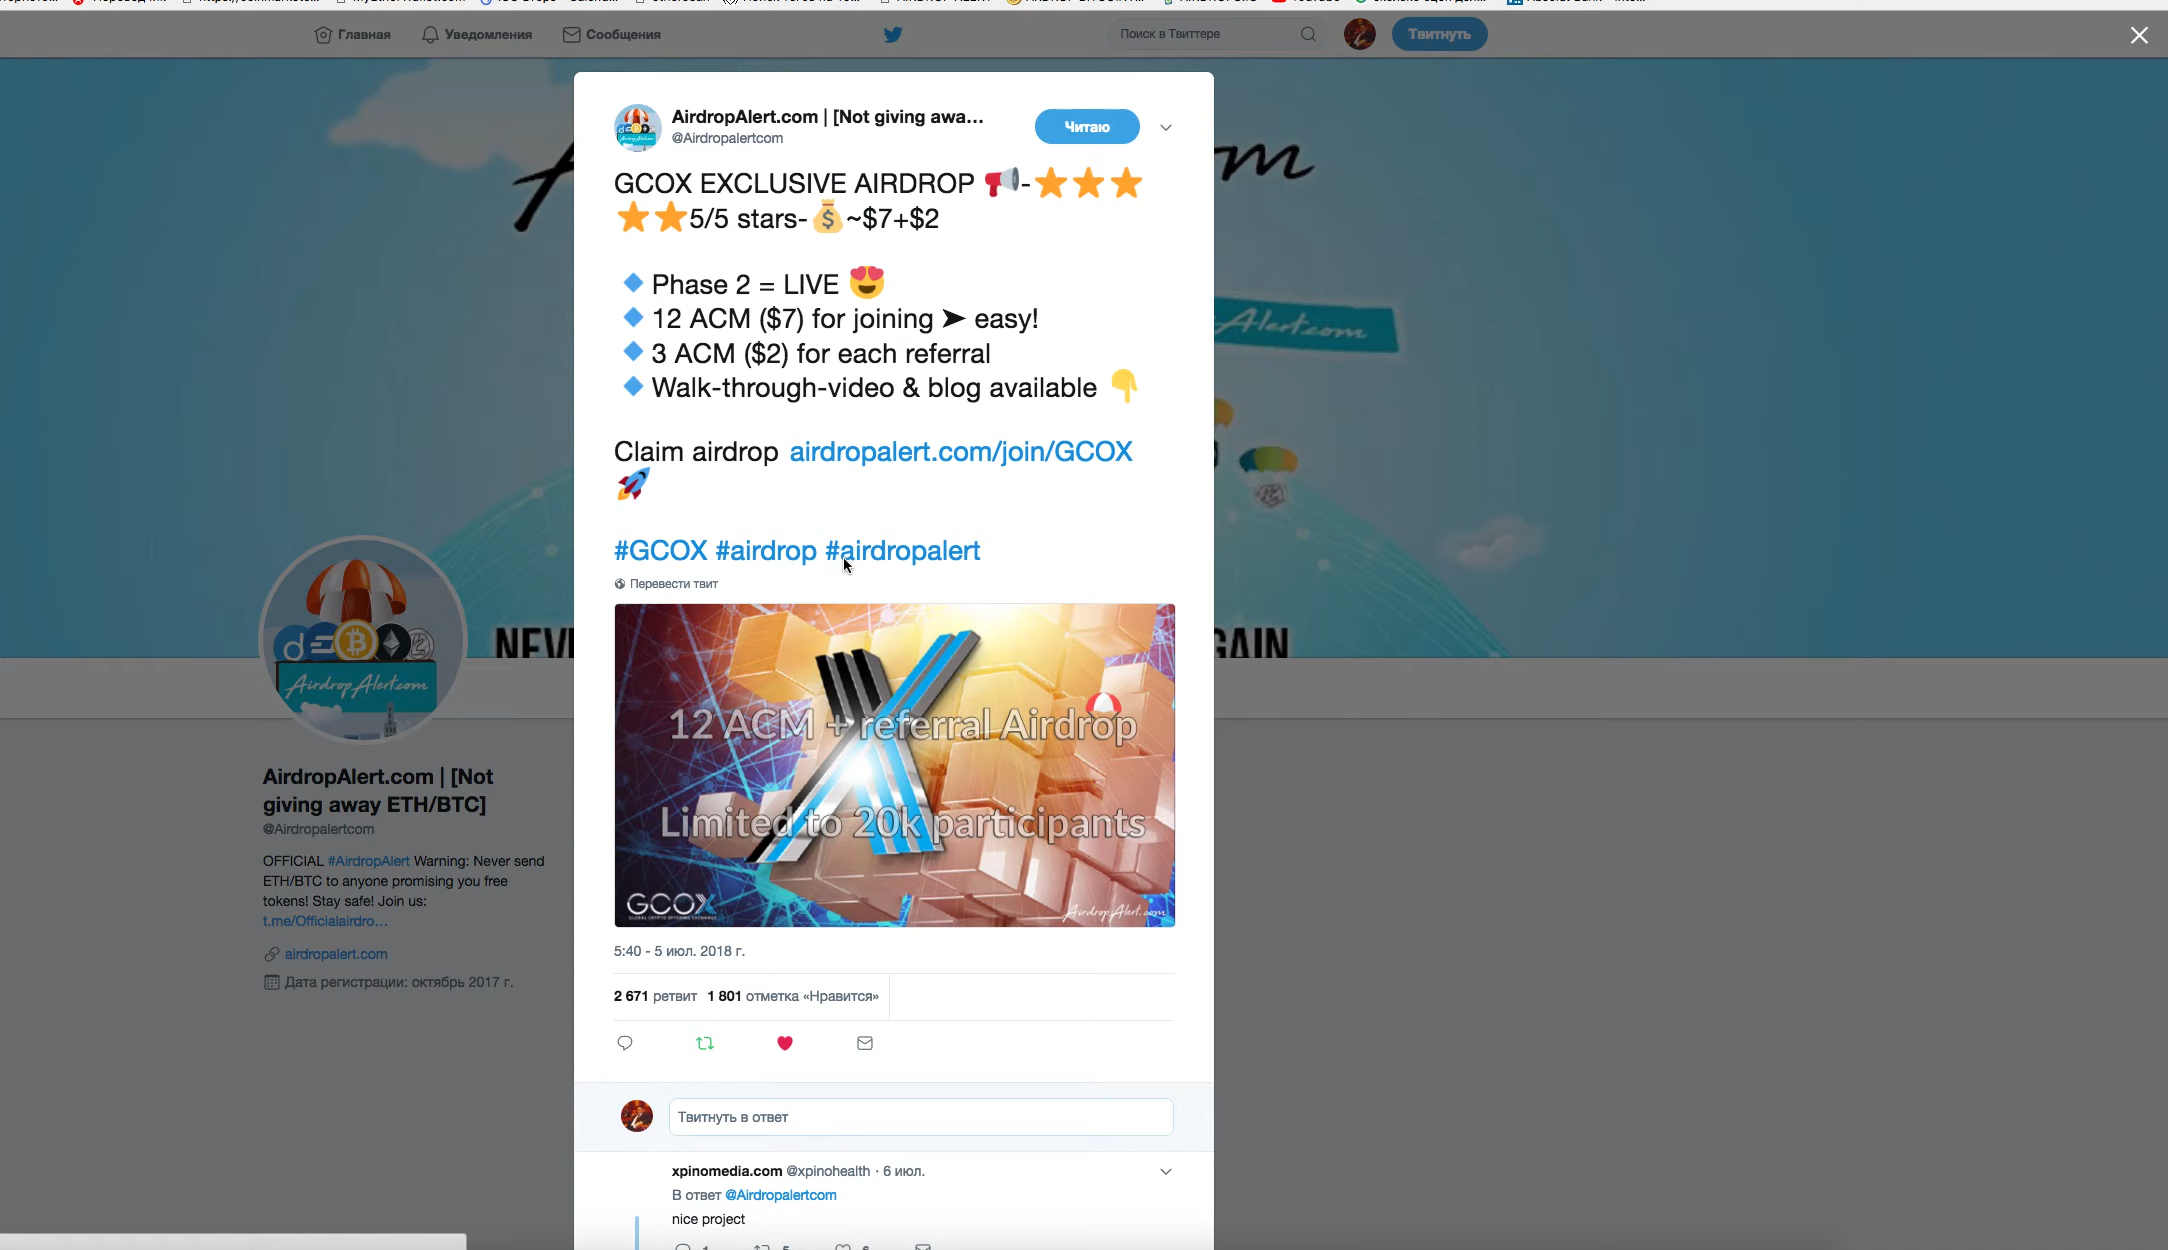 Главная
Уведомления
Сообщения
Поиск в Твиттере
Твитнуть
AirdropAlert.com | [Not giving awa...
@Airdropalertcom
Читаю
GCOX EXCLUSIVE AIRDROP 📢-⭐⭐⭐
⭐⭐5/5 stars-💰~$7+$2
🔹Phase 2 = LIVE 😍
🔹12 ACM ($7) for joining ➤ easy!
🔹3 ACM ($2) for each referral
🔹Walk-through-video & blog available 👇
Claim airdrop airdropalert.com/join/GCOX
🚀
#GCOX #airdrop #airdropalert
Перевести твит
12 ACM + referral Airdrop
Limited to 20k participants
GCOX
AirdropAlert.com
5:40 - 5 июл. 2018 г.
2 671 ретвит 1 801 отметка «Нравится»
Твитнуть в ответ
xpinomedia.com @xpinohealth · 6 июл.
В ответ @Airdropalertcom
nice project
AirdropAlert.com
AirdropAlert.com | [Not
giving away ETH/BTC]
@Airdropalertcom
OFFICIAL #AirdropAlert Warning: Never send
ETH/BTC to anyone promising you free
tokens! Stay safe! Join us:
t.me/Officialairdro...
airdropalert.com
Дата регистрации: октябрь 2017 г.